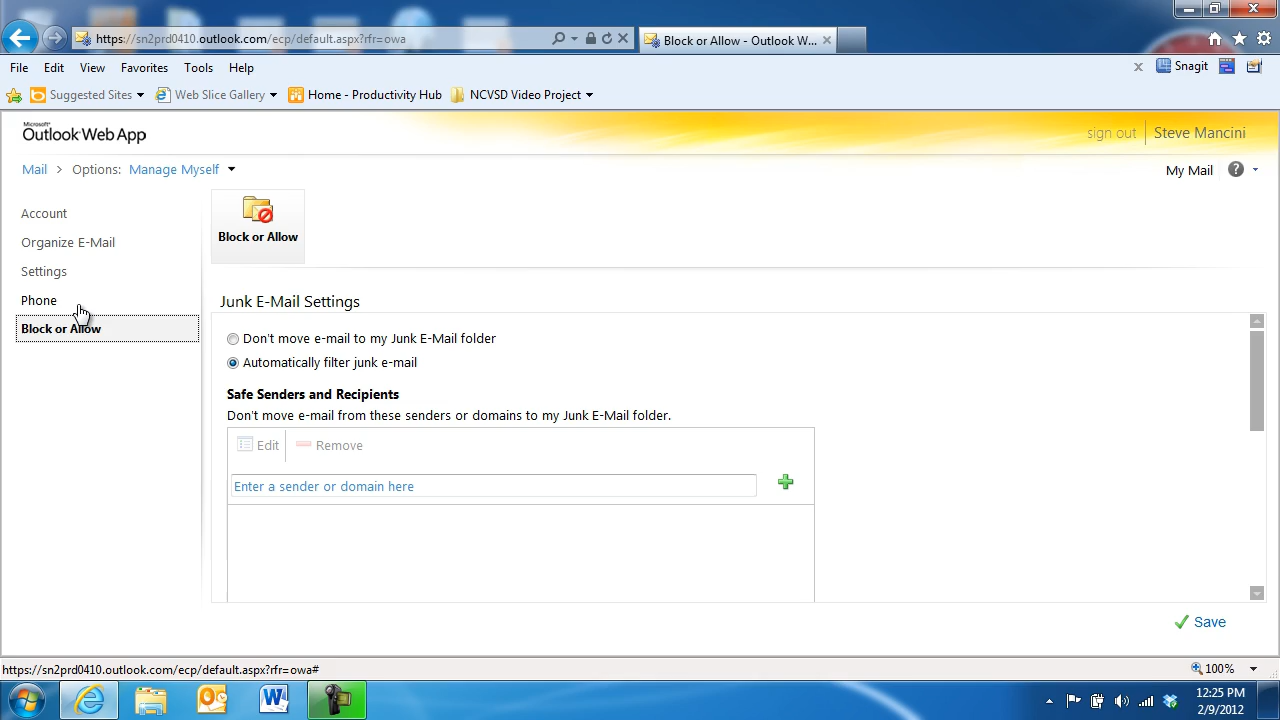 https://sn2prd0410.outlook.com/ecp/default.aspx?rfr=owa
Block or Allow - Outlook W...
File Edit View Favorites Tools Help
Snagit
Suggested Sites
Web Slice Gallery
Home - Productivity Hub
NCVSD Video Project
Microsoft®
Outlook Web App
sign out
Steve Mancini
Mail > Options: Manage Myself
My Mail
?
Account
Organize E-Mail
Settings
Phone
Block or Allow
Block or Allow
Junk E-Mail Settings
Don't move e-mail to my Junk E-Mail folder
Automatically filter junk e-mail
Safe Senders and Recipients
Don't move e-mail from these senders or domains to my Junk E-Mail folder.
Edit
Remove
Enter a sender or domain here
Save
https://sn2prd0410.outlook.com/ecp/default.aspx?rfr=owa#
100%
12:25 PM
2/9/2012